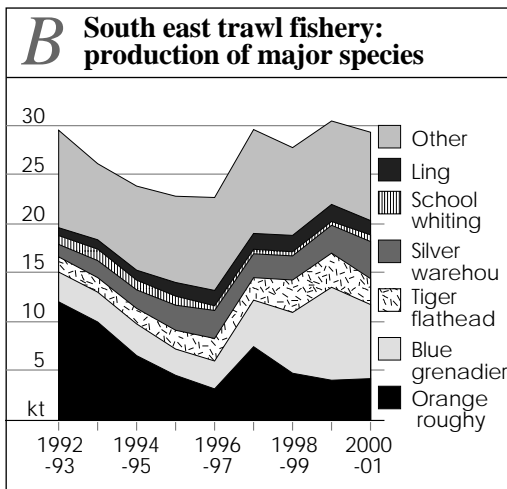 B
South east trawl fishery:
production of major species
30
25
20
15
10
5
kt
Other
Ling
School
whiting
Silver
warehou
Tiger
flathead
Blue
grenadier
Orange
roughy
1992 1994 1996 1998 2000
-93 -95 -97 -99 -01